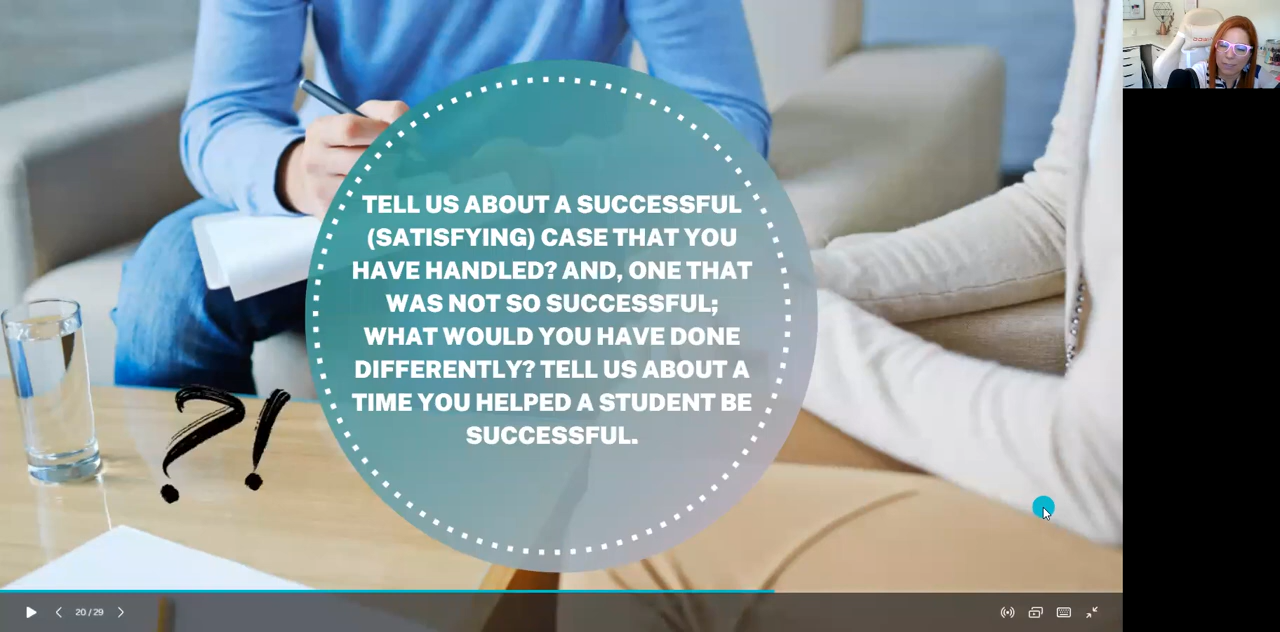 TELL US ABOUT A SUCCESSFUL
(SATISFYING) CASE THAT YOU
HAVE HANDLED? AND, ONE THAT
WAS NOT SO SUCCESSFUL;
WHAT WOULD YOU HAVE DONE
DIFFERENTLY? TELL US ABOUT A
TIME YOU HELPED A STUDENT BE
SUCCESSFUL.
?!
20 / 29